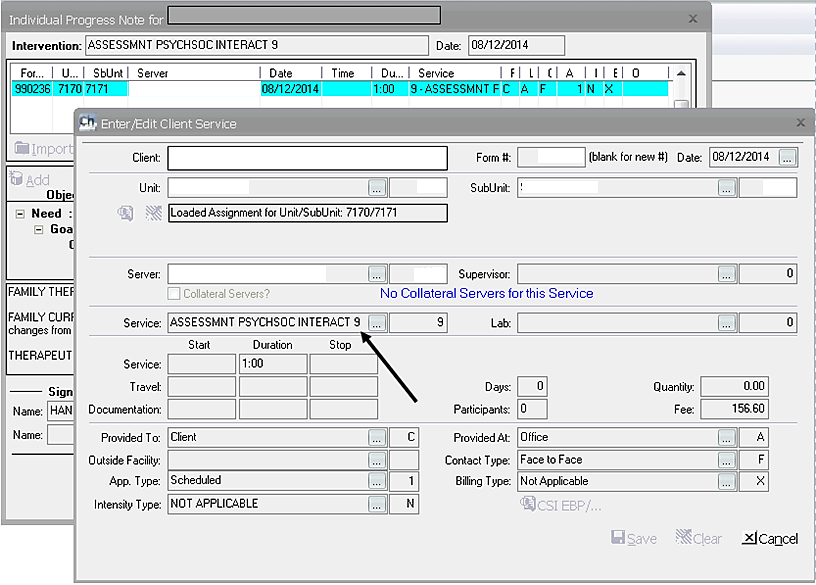 Individual Progress Note for
Intervention: ASSESSMNT PSYCHSOC INTERACT 9 Date: 08/12/2014
For... U... SbUnt Server Date Time Du... Service F L C A I E O
990236 7170 7171 08/12/2014 1:00 9 - ASSESSMNT F C A F 1 N X
Import
Add
Obje
Need :
Goa
FAMILY THEF
FAMILY CURF
changes from
THERAPEUT
Sign
Name: HAN
Name:
Ch Enter/Edit Client Service
Client: Form #: (blank for new #) Date: 08/12/2014 ...
Unit: ... SubUnit: ...
Loaded Assignment for Unit/SubUnit: 7170/7171
Server: ... Supervisor: ... 0
Collateral Servers? No Collateral Servers for this Service
Service: ASSESSMNT PSYCHSOC INTERACT 9 ... 9 Lab: ... 0
Start Duration Stop
Service: 1:00
Travel: Days: 0 Quantity: 0.00
Documentation: Participants: 0 Fee: 156.60
Provided To: Client ... C Provided At: Office ... A
Outside Facility: ... Contact Type: Face to Face ... F
App. Type: Scheduled ... 1 Billing Type: Not Applicable ... X
Intensity Type: NOT APPLICABLE ... N CSI EBP/...
Save Clear Cancel